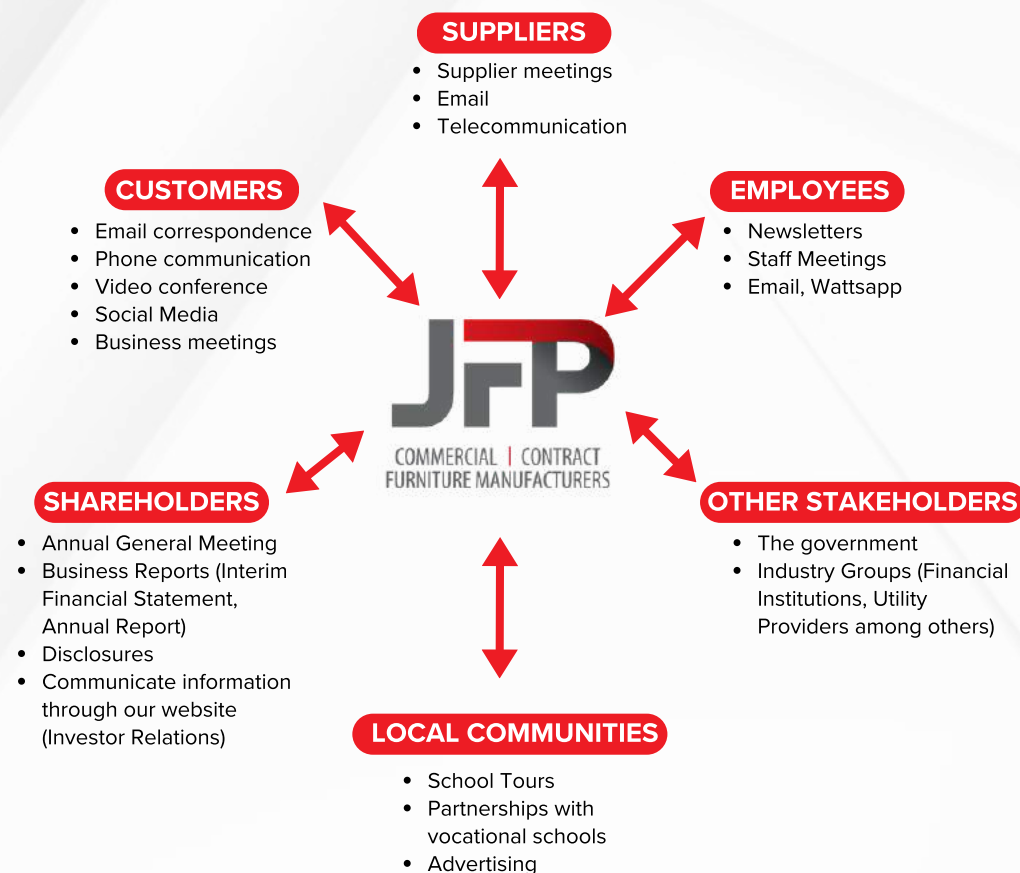 SUPPLIERS
• Supplier meetings
• Email
• Telecommunication
CUSTOMERS
• Email correspondence
• Phone communication
• Video conference
• Social Media
• Business meetings
EMPLOYEES
• Newsletters
• Staff Meetings
• Email, Wattsapp
JFP
COMMERCIAL | CONTRACT
FURNITURE MANUFACTURERS
SHAREHOLDERS
• Annual General Meeting
• Business Reports (Interim
Financial Statement,
Annual Report)
• Disclosures
• Communicate information
through our website
(Investor Relations)
OTHER STAKEHOLDERS
• The government
• Industry Groups (Financial
Institutions, Utility
Providers among others)
LOCAL COMMUNITIES
• School Tours
• Partnerships with
vocational schools
• Advertising